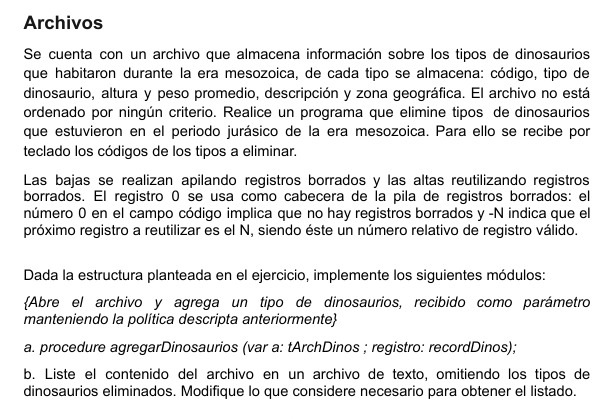 Archivos
Se cuenta con un archivo que almacena información sobre los tipos de dinosaurios
que habitaron durante la era mesozoica, de cada tipo se almacena: código, tipo de
dinosaurio, altura y peso promedio, descripción y zona geográfica. El archivo no está
ordenado por ningún criterio. Realice un programa que elimine tipos de dinosaurios
que estuvieron en el periodo jurásico de la era mesozoica. Para ello se recibe por
teclado los códigos de los tipos a eliminar.
Las bajas se realizan apilando registros borrados y las altas reutilizando registros
borrados. El registro 0 se usa como cabecera de la pila de registros borrados: el
número 0 en el campo código implica que no hay registros borrados y -N indica que el
próximo registro a reutilizar es el N, siendo éste un número relativo de registro válido.
Dada la estructura planteada en el ejercicio, implemente los siguientes módulos:
{Abre el archivo y agrega un tipo de dinosaurios, recibido como parámetro
manteniendo la política descripta anteriormente}
a. procedure agregarDinosaurios (var a: tArchDinos ; registro: recordDinos);
b. Liste el contenido del archivo en un archivo de texto, omitiendo los tipos de
dinosaurios eliminados. Modifique lo que considere necesario para obtener el listado.